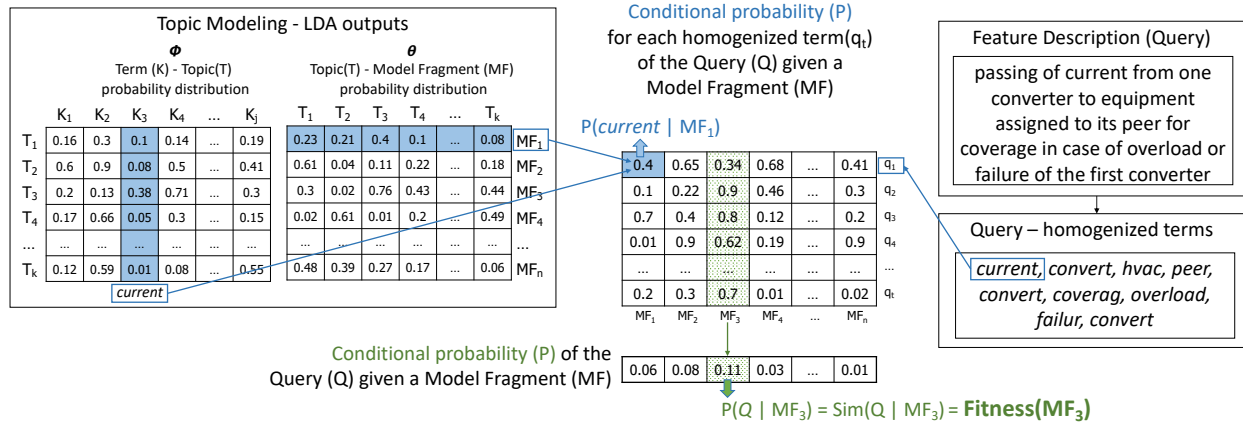 Topic Modeling - LDA outputs
Φ
Term (K) - Topic(T)
probability distribution
K1 K2 K3 K4 ... Kj
T1 0.16 0.3 0.1 0.14 ... 0.19
T2 0.6 0.9 0.08 0.5 ... 0.41
T3 0.2 0.13 0.38 0.71 ... 0.3
T4 0.17 0.66 0.05 0.3 ... 0.15
... ... ... ... ... ... ...
Tk 0.12 0.59 0.01 0.08 ... 0.55
current
θ
Topic(T) - Model Fragment (MF)
probability distribution
T1 T2 T3 T4 ... Tk
0.23 0.21 0.4 0.1 ... 0.08 MF1
0.61 0.04 0.11 0.22 ... 0.18 MF2
0.3 0.02 0.76 0.43 ... 0.44 MF3
0.02 0.61 0.01 0.2 ... 0.49 MF4
... ... ... ... ... ... ...
0.48 0.39 0.27 0.17 ... 0.06 MFn
Conditional probability (P)
for each homogenized term(qt)
of the Query (Q) given a
Model Fragment (MF)
P(current | MF1)
0.4 0.65 0.34 0.68 ... 0.41 q1
0.1 0.22 0.9 0.46 ... 0.3 q2
0.7 0.4 0.8 0.12 ... 0.2 q3
0.01 0.9 0.62 0.19 ... 0.9 q4
... ... ... ... ... ... ...
0.2 0.3 0.7 0.01 ... 0.02 qt
MF1 MF2 MF3 MF4 ... MFn
Conditional probability (P) of the
Query (Q) given a Model Fragment (MF)
0.06 0.08 0.11 0.03 ... 0.01
P(Q | MF3) = Sim(Q | MF3) = Fitness(MF3)
Feature Description (Query)
passing of current from one
converter to equipment
assigned to its peer for
coverage in case of overload or
failure of the first converter
Query – homogenized terms
current, convert, hvac, peer,
convert, coverag, overload,
failur, convert